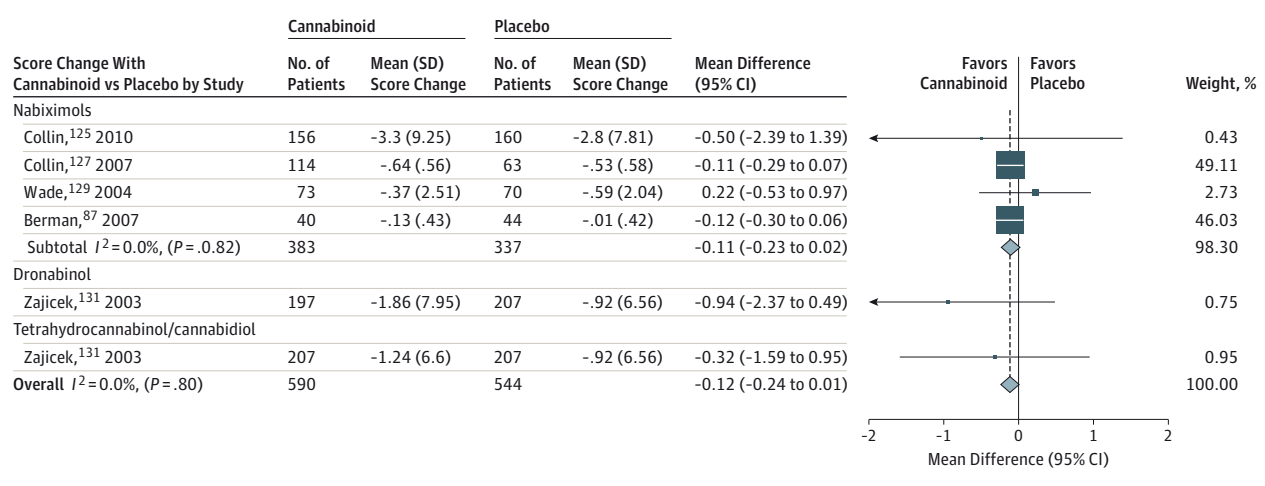 Cannabinoid Placebo
Score Change With No. of Mean (SD) No. of Mean (SD) Mean Difference Favors Favors
Cannabinoid vs Placebo by Study Patients Score Change Patients Score Change (95% CI) Cannabinoid Placebo Weight, %
Nabiximols
Collin,125 2010 156 -3.3 (9.25) 160 -2.8 (7.81) -0.50 (-2.39 to 1.39) 0.43
Collin,127 2007 114 -.64 (.56) 63 -.53 (.58) -0.11 (-0.29 to 0.07) 49.11
Wade,129 2004 73 -.37 (2.51) 70 -.59 (2.04) 0.22 (-0.53 to 0.97) 2.73
Berman,87 2007 40 -.13 (.43) 44 -.01 (.42) -0.12 (-0.30 to 0.06) 46.03
Subtotal I2=0.0%, (P=.0.82) 383 337 -0.11 (-0.23 to 0.02) 98.30
Dronabinol
Zajicek,131 2003 197 -1.86 (7.95) 207 -.92 (6.56) -0.94 (-2.37 to 0.49) 0.75
Tetrahydrocannabinol/cannabidiol
Zajicek,131 2003 207 -1.24 (6.6) 207 -.92 (6.56) -0.32 (-1.59 to 0.95) 0.95
Overall I2=0.0%, (P=.80) 590 544 -0.12 (-0.24 to 0.01) 100.00
-2 -1 0 1 2
Mean Difference (95% CI)